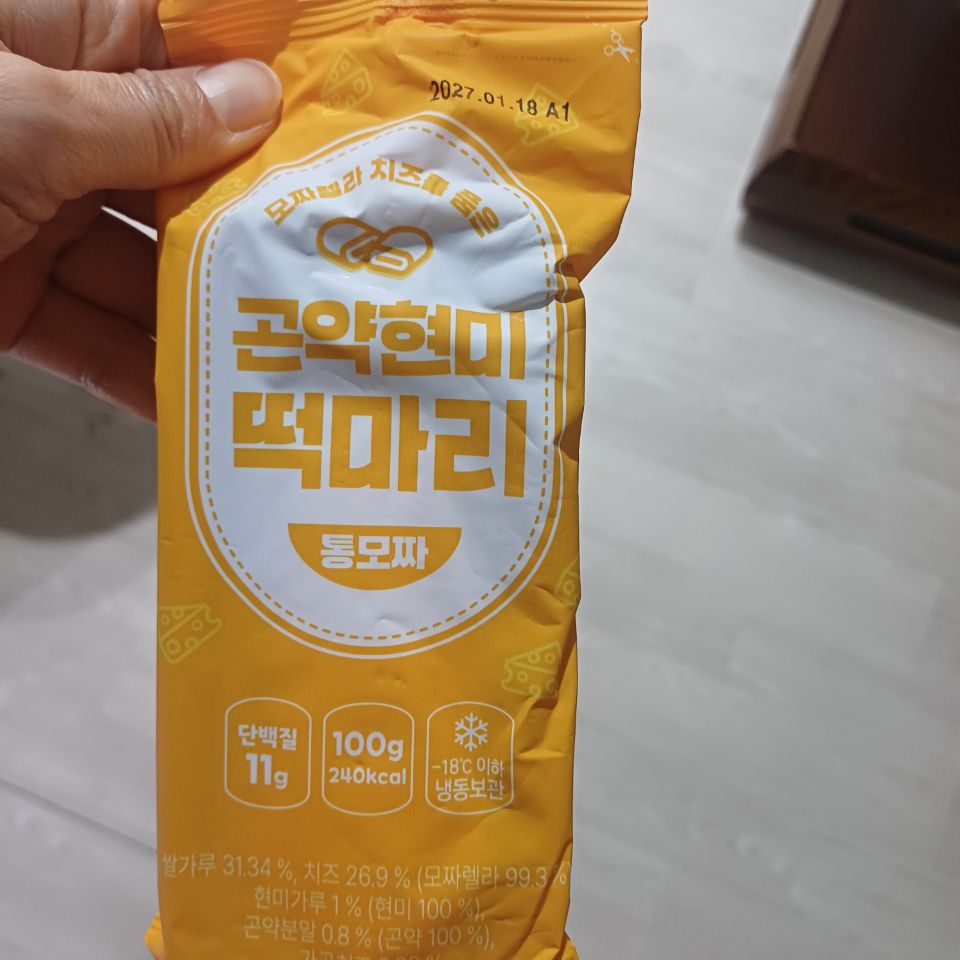 2027.01.18 A1
모짜렐라 치즈를 품은
곤약현미
떡마리
통모짜
단백질
11g
100g
240kcal
-18℃ 이하
냉동보관
쌀가루 31.34 %, 치즈 26.9 % (모짜렐라 99.3 %)
현미가루 1 % (현미 100 %),
곤약분말 0.8 % (곤약 100 %),